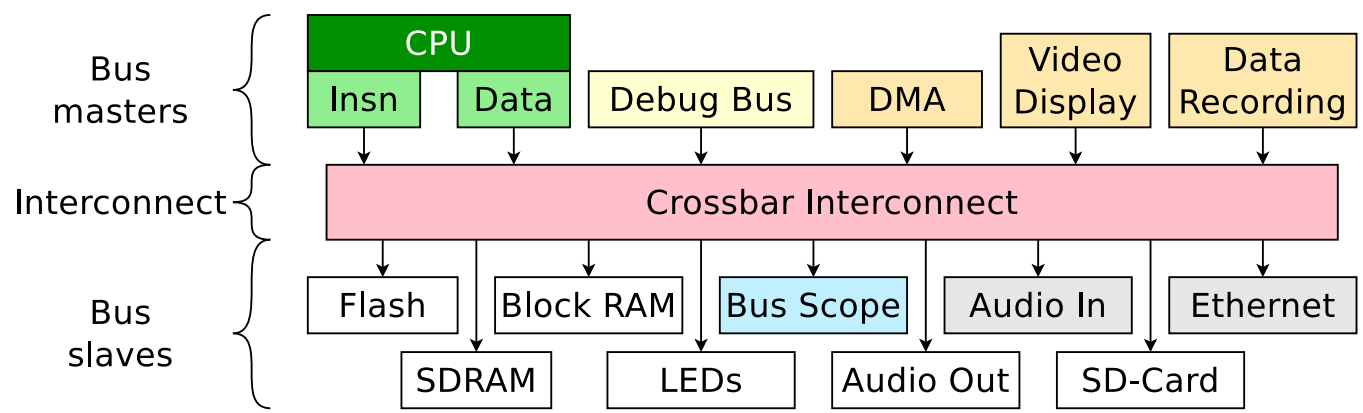 CPU
Bus
masters
Insn
Data
Debug Bus
DMA
Video
Display
Data
Recording
Interconnect
Crossbar Interconnect
Bus
slaves
Flash
Block RAM
Bus Scope
Audio In
Ethernet
SDRAM
LEDs
Audio Out
SD-Card